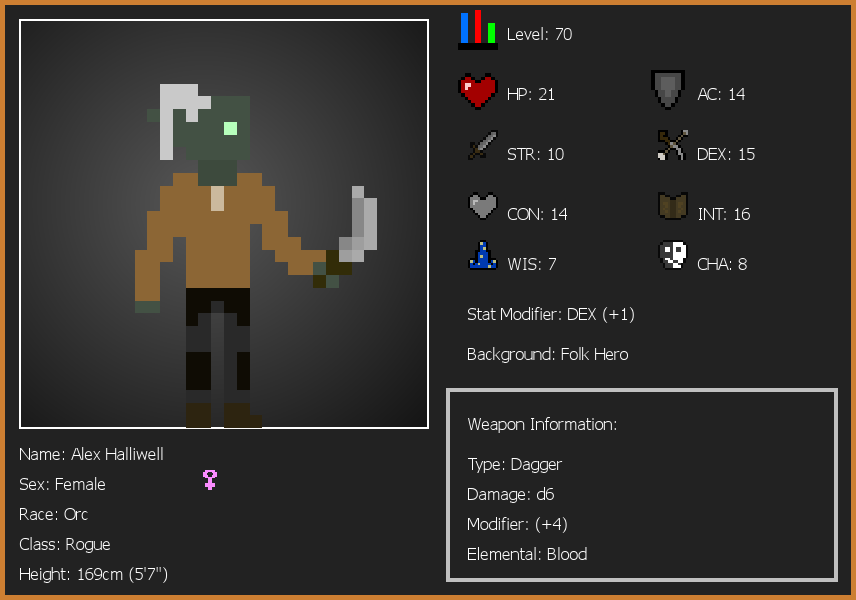 Level: 70
HP: 21
AC: 14
STR: 10
DEX: 15
CON: 14
INT: 16
WIS: 7
CHA: 8
Stat Modifier: DEX (+1)
Background: Folk Hero
Weapon Information:
Type: Dagger
Damage: d6
Modifier: (+4)
Elemental: Blood
Name: Alex Halliwell
Sex: Female
Race: Orc
Class: Rogue
Height: 169cm (5'7")